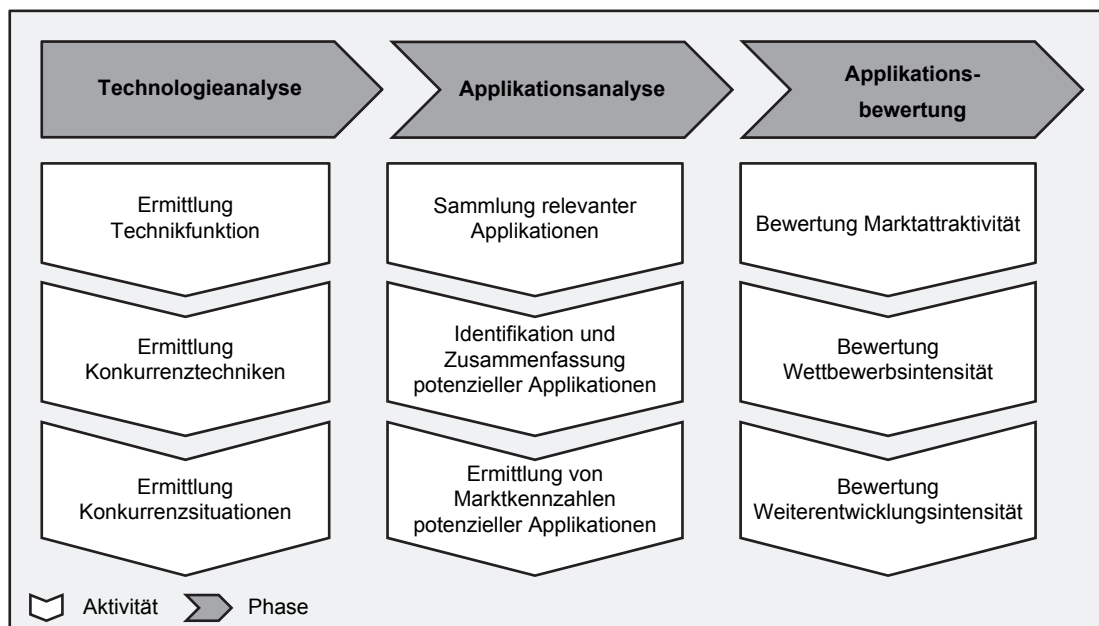 Technologieanalyse
Applikationsanalyse
Applikations-
bewertung
Ermittlung
Technikfunktion
Ermittlung
Konkurrenztechniken
Ermittlung
Konkurrenzsituationen
Sammlung relevanter
Applikationen
Identifikation und
Zusammenfassung
potenzieller Applikationen
Ermittlung von
Marktkennzahlen
potenzieller Applikationen
Bewertung Marktattraktivität
Bewertung
Wettbewerbsintensität
Bewertung
Weiterentwicklungsintensität
Aktivität
Phase